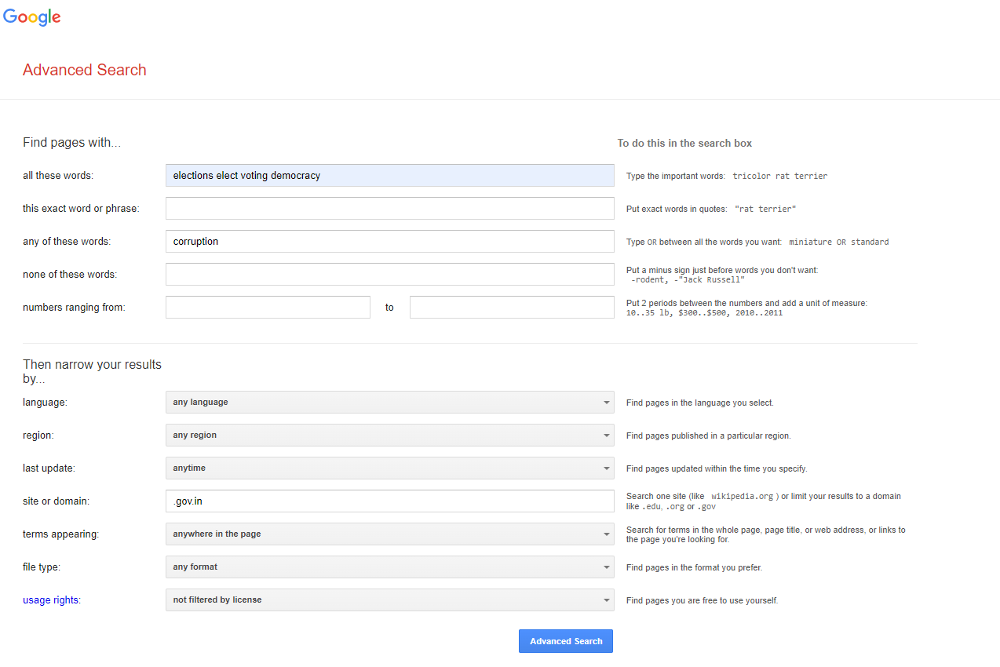 Google
Advanced Search
Find pages with...
To do this in the search box
all these words:
elections elect voting democracy
Type the important words: tricolor rat terrier
this exact word or phrase:
Put exact words in quotes: "rat terrier"
any of these words:
corruption
Type OR between all the words you want: miniature OR standard
none of these words:
Put a minus sign just before words you don't want:
-rodent, -"Jack Russell"
numbers ranging from:
to
Put 2 periods between the numbers and add a unit of measure:
10..35 lb, $300..$500, 2010..2011
Then narrow your results
by...
language:
any language
Find pages in the language you select.
region:
any region
Find pages published in a particular region.
last update:
anytime
Find pages updated within the time you specify.
site or domain:
.gov.in
Search one site (like wikipedia.org ) or limit your results to a domain
like .edu, .org or .gov
terms appearing:
anywhere in the page
Search for terms in the whole page, page title, or web address, or links to
the page you're looking for.
file type:
any format
Find pages in the format you prefer.
usage rights:
not filtered by license
Find pages you are free to use yourself.
Advanced Search